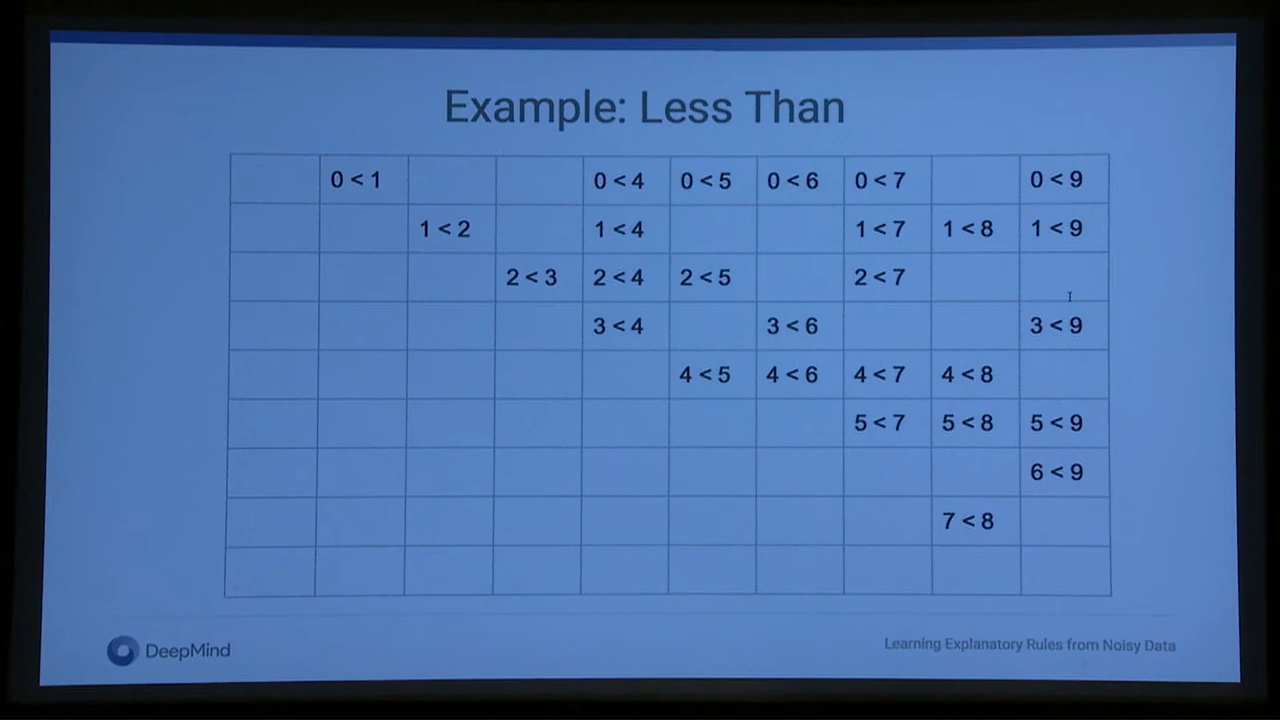 Example: Less Than
0 < 1 0 < 4 0 < 5 0 < 6 0 < 7 0 < 9
1 < 2 1 < 4 1 < 7 1 < 8 1 < 9
2 < 3 2 < 4 2 < 5 2 < 7
3 < 4 3 < 6 3 < 9
4 < 5 4 < 6 4 < 7 4 < 8
5 < 7 5 < 8 5 < 9
6 < 9
7 < 8
DeepMind
Learning Explanatory Rules from Noisy Data